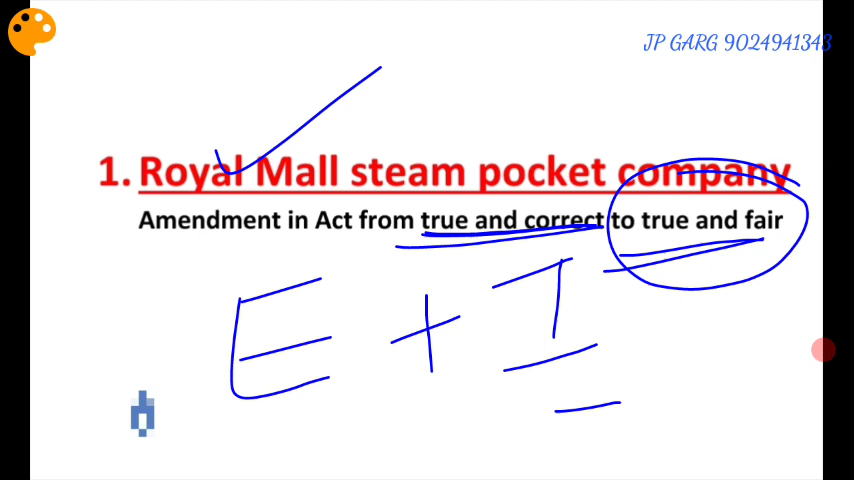 JP GARG 9024941343
1. Royal Mall steam pocket company
Amendment in Act from true and correct to true and fair
E + I